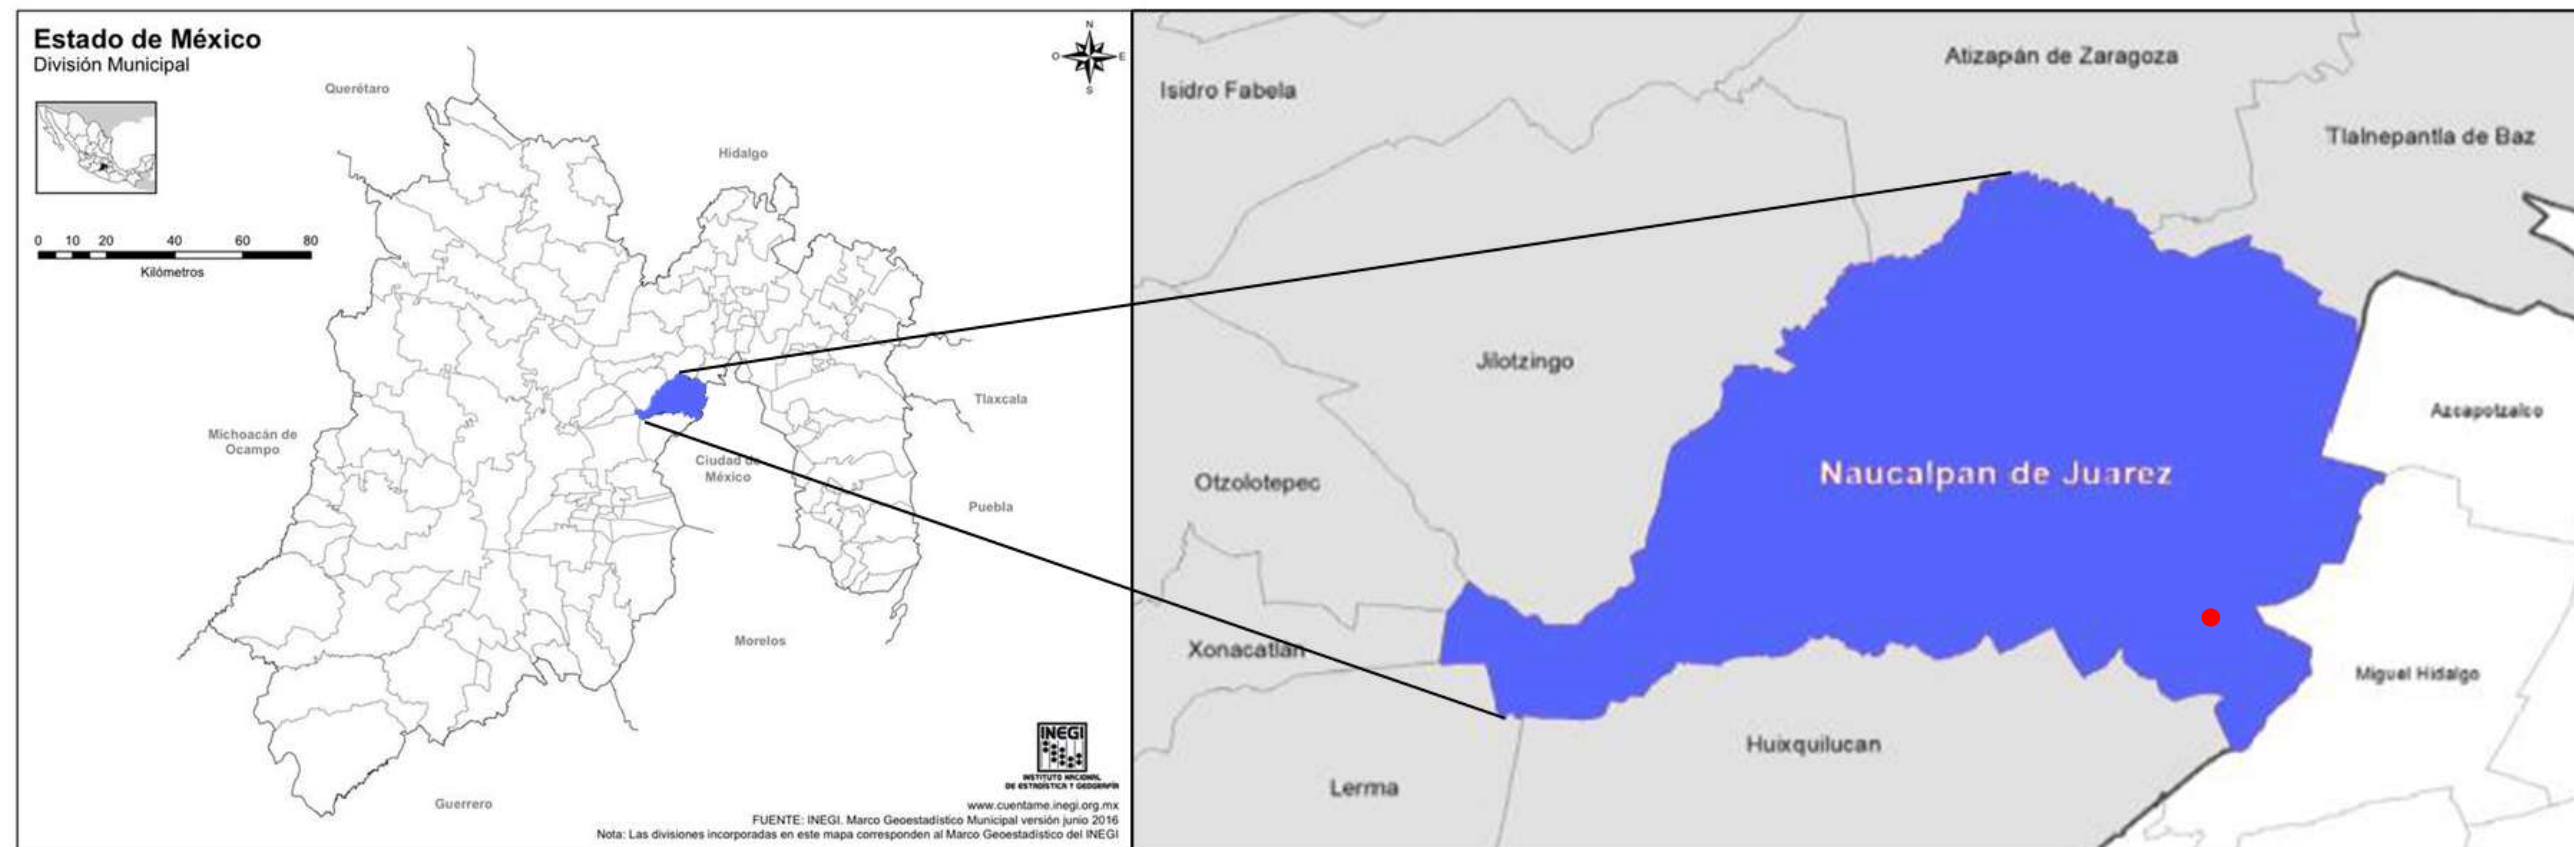 Estado de México
División Municipal
N
O
E
S
Querétaro
Hidalgo
0 10 20 40 60 80
Kilómetros
Michoacán de
Ocampo
Tlaxcala
Ciudad de
México
Puebla
Morelos
Guerrero
INEGI
INSTITUTO NACIONAL
DE ESTADÍSTICA Y GEOGRAFÍA
www.cuentame.inegi.org.mx
FUENTE: INEGI. Marco Geoestadístico Municipal versión junio 2016
Nota: Las divisiones incorporadas en este mapa corresponden al Marco Geoestadístico del INEGI
Isidro Fabela
Atizapán de Zaragoza
Tlalnepantla de Baz
Jilotzingo
Azcapotzalco
Otzolotepec
Naucalpan de Juarez
Xonacatlán
Miguel Hidalgo
Huixquilucan
Lerma